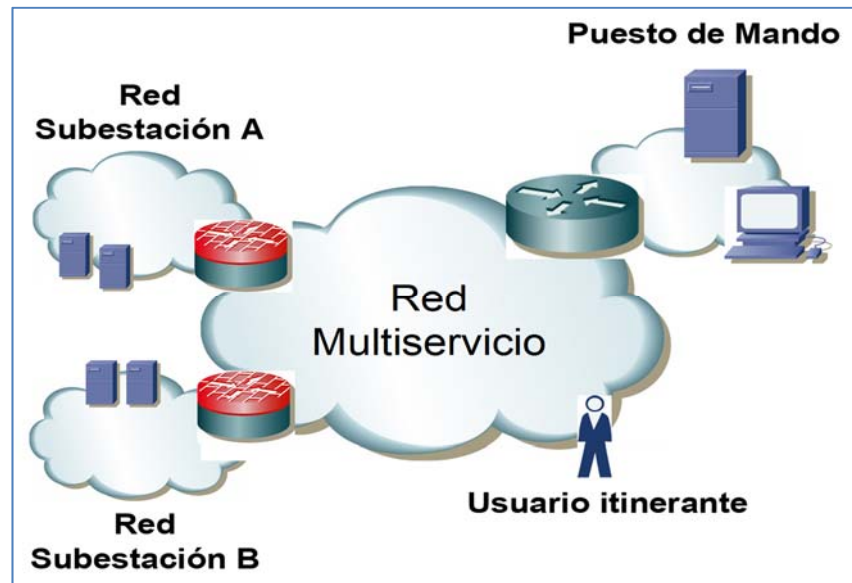 Puesto de Mando
Red
Subestación A
Red
Multiservicio
Usuario itinerante
Red
Subestación B